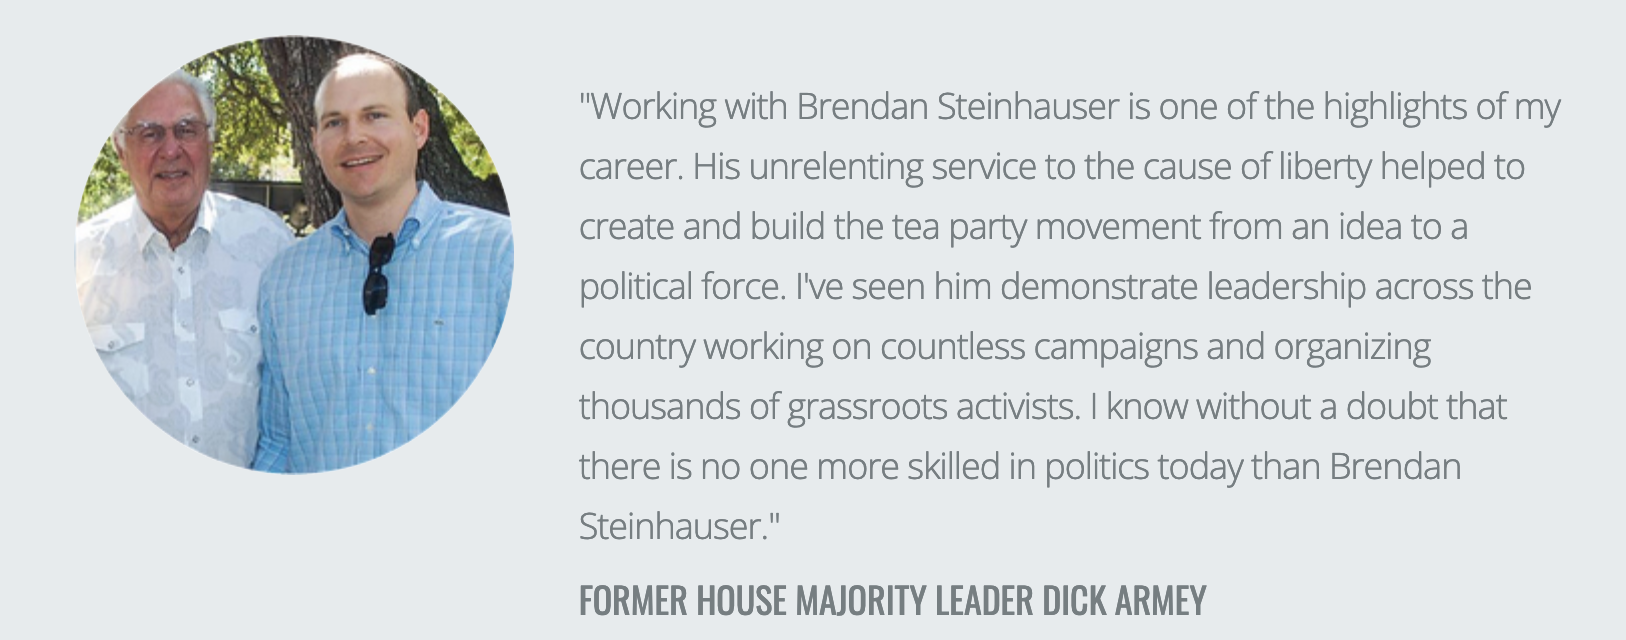 "Working with Brendan Steinhauser is one of the highlights of my
career. His unrelenting service to the cause of liberty helped to
create and build the tea party movement from an idea to a
political force. I've seen him demonstrate leadership across the
country working on countless campaigns and organizing
thousands of grassroots activists. I know without a doubt that
there is no one more skilled in politics today than Brendan
Steinhauser."
FORMER HOUSE MAJORITY LEADER DICK ARMEY